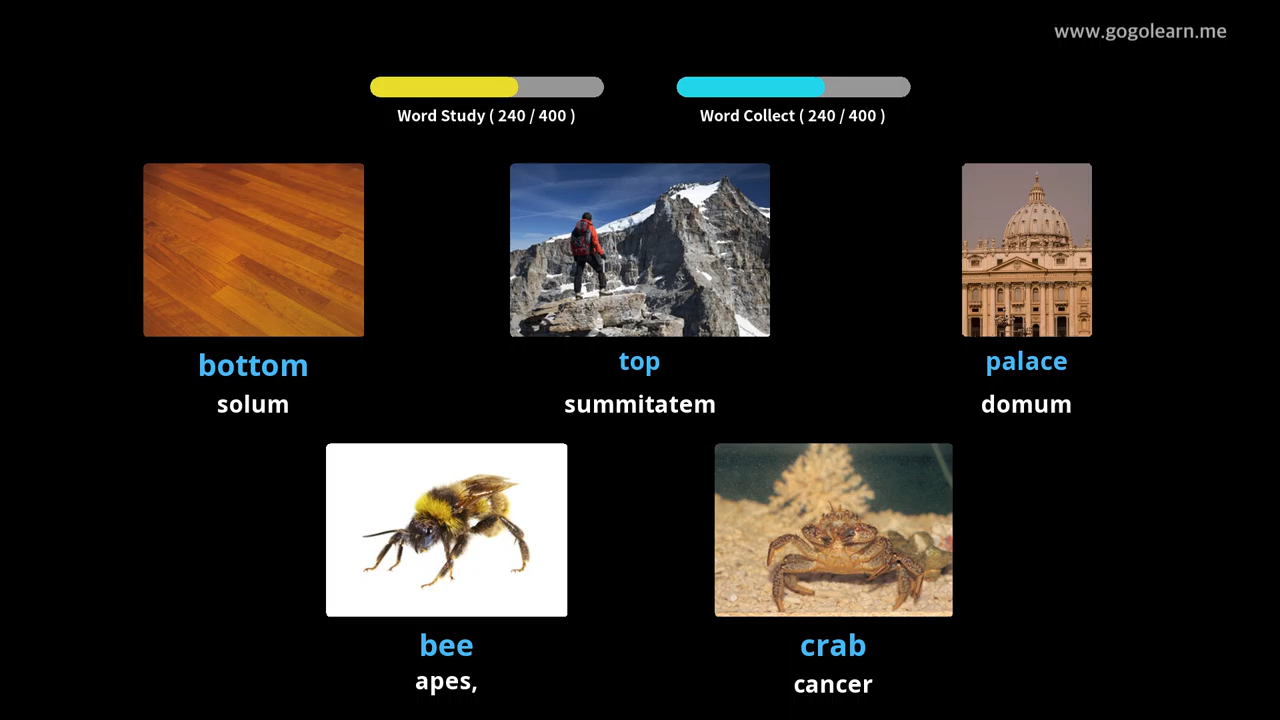 www.gogolearn.me
Word Study ( 240 / 400 )
Word Collect ( 240 / 400 )
bottom
solum
top
summitatem
palace
domum
bee
apes,
crab
cancer